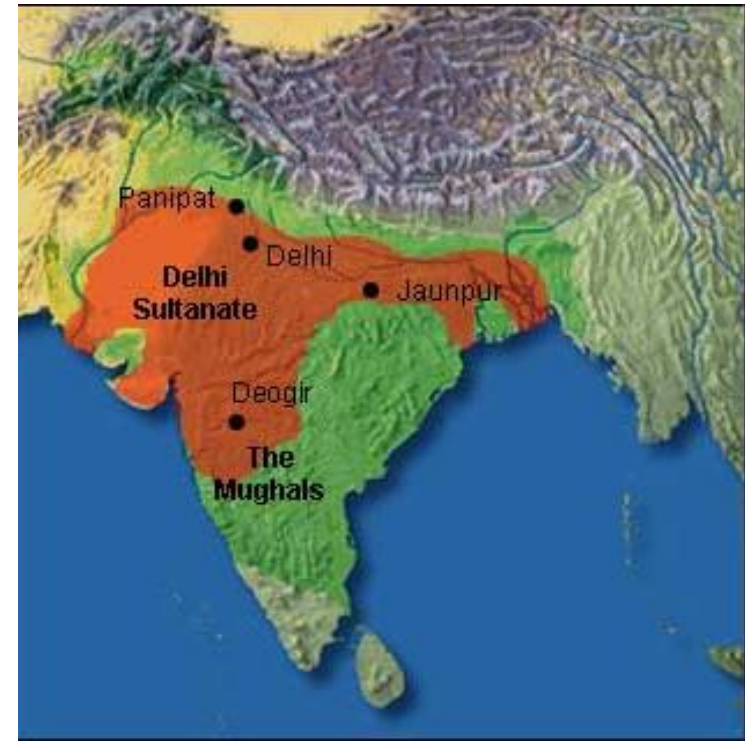 Panipat
Delhi
Delhi
Sultanate
Jaunpur
Deogir
The
Mughals